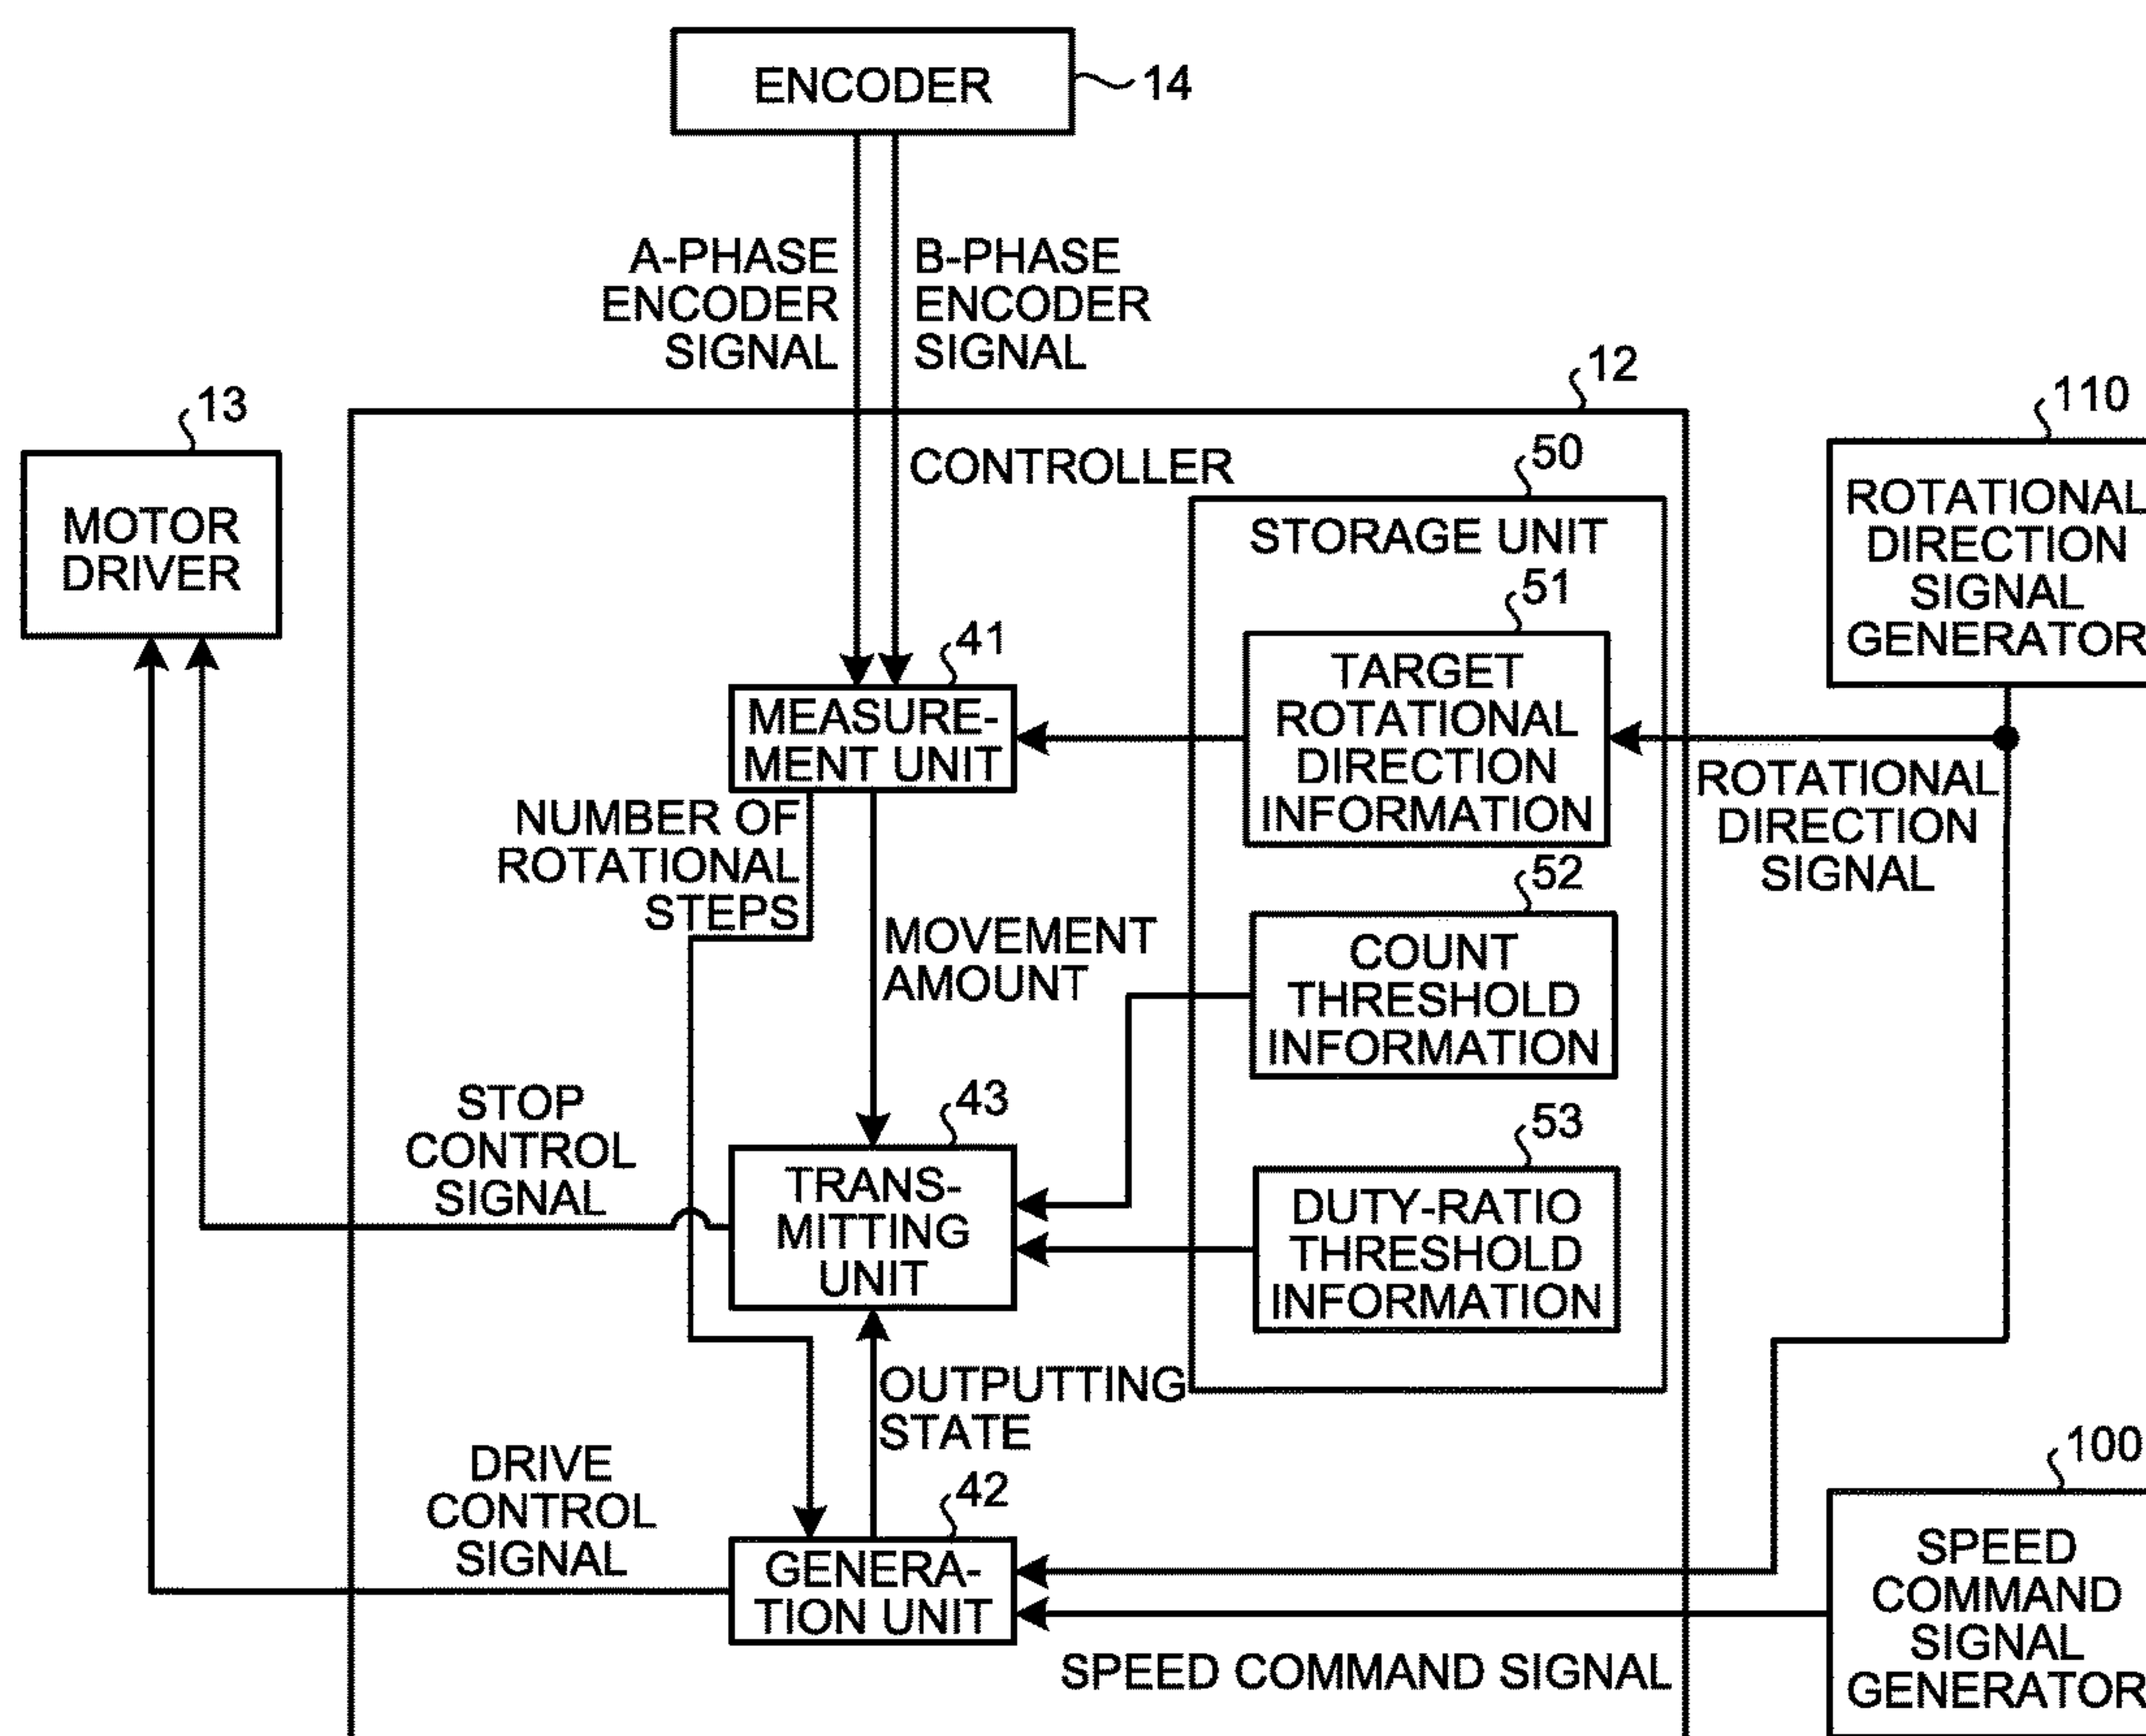 ENCODER
14
A-PHASE
ENCODER
SIGNAL
B-PHASE
ENCODER
SIGNAL
12
13
110
CONTROLLER
50
MOTOR
DRIVER
STORAGE UNIT
ROTATIONAL
DIRECTION
SIGNAL
GENERATOR
51
41
TARGET
ROTATIONAL
DIRECTION
INFORMATION
MEASURE-
MENT UNIT
ROTATIONAL
DIRECTION
SIGNAL
NUMBER OF
ROTATIONAL
STEPS
52
MOVEMENT
AMOUNT
COUNT
THRESHOLD
INFORMATION
43
53
STOP
CONTROL
SIGNAL
TRANS-
MITTING
UNIT
DUTY-RATIO
THRESHOLD
INFORMATION
OUTPUTTING
STATE
100
DRIVE
CONTROL
SIGNAL
42
GENERA-
TION UNIT
SPEED
COMMAND
SIGNAL
GENERATOR
SPEED COMMAND SIGNAL